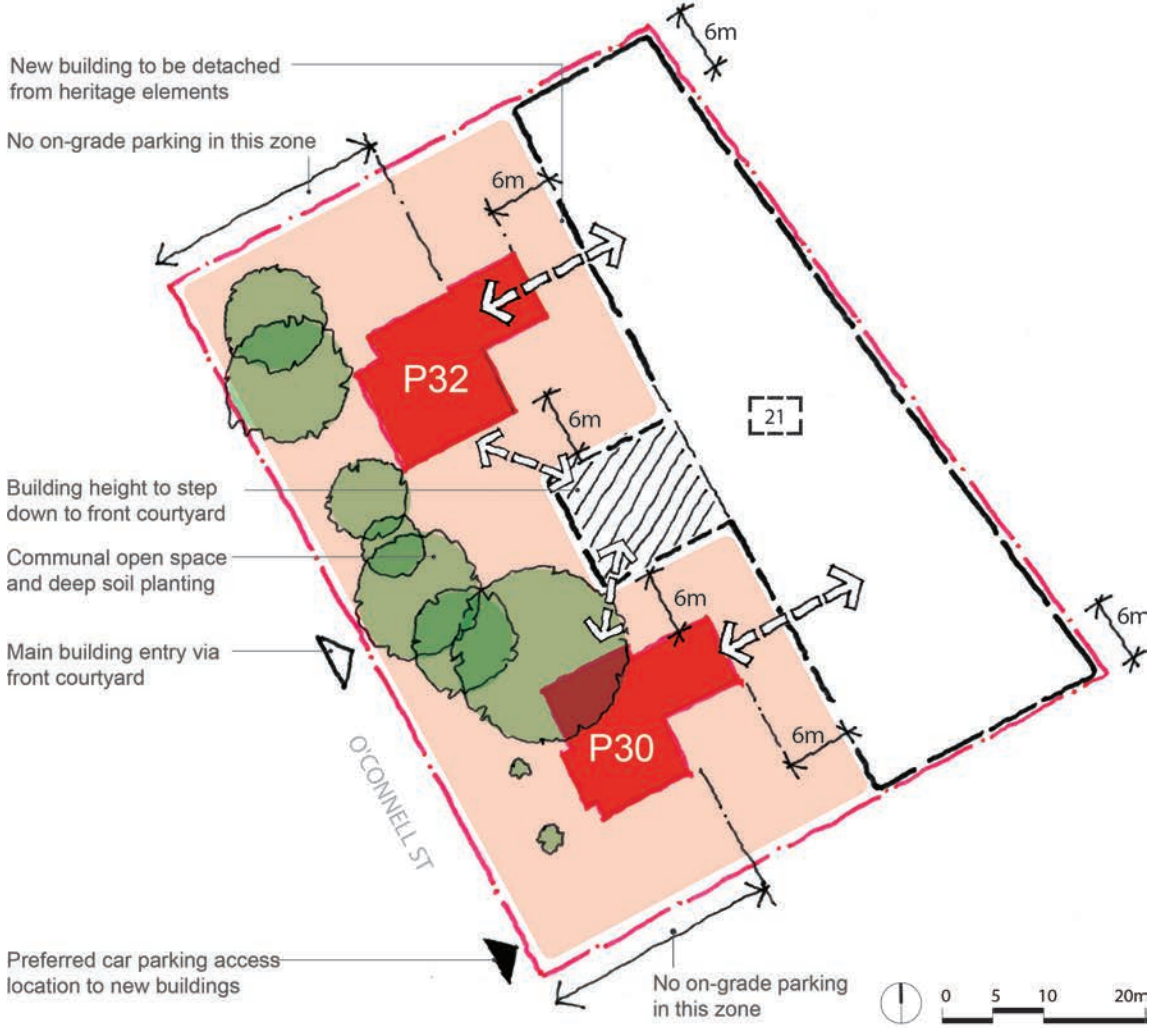 6m
New building to be detached
from heritage elements
No on-grade parking in this zone
6m
P32
6m
21
Building height to step
down to front courtyard
Communal open space
and deep soil planting
6m
6m
Main building entry via
front courtyard
6m
P30
O'CONNELL ST
Preferred car parking access
location to new buildings
No on-grade parking
in this zone
0 5 10 20m